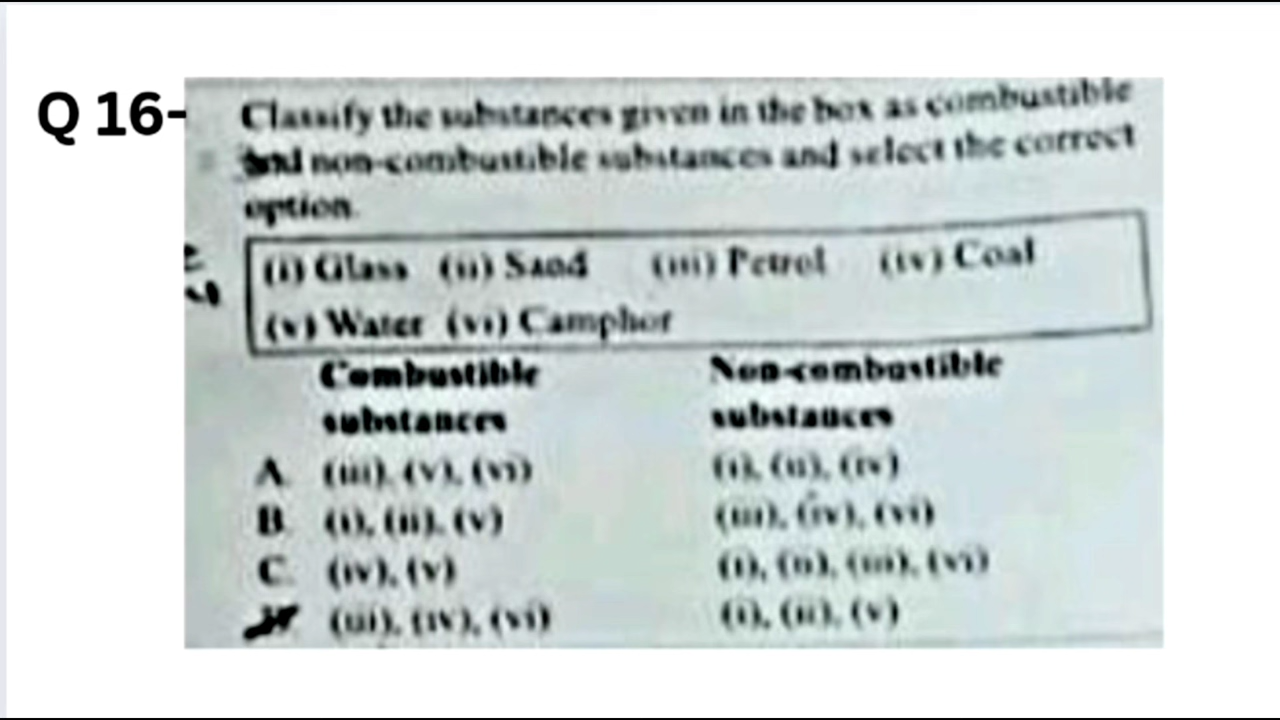 Q 16-
Classify the substances given in the box as combustible
and non-combustible substances and select the correct
option.
(i) Glass (ii) Sand (iii) Petrol (iv) Coal
(v) Water (vi) Camphor
Combustible Non-combustible
substances substances
A. (iii), (v), (vi) (i), (ii), (iv)
B. (i), (ii), (v) (iii), (iv), (vi)
C. (iv), (v) (i), (ii), (iii), (vi)
(iii), (iv), (vi) (i), (ii), (v)